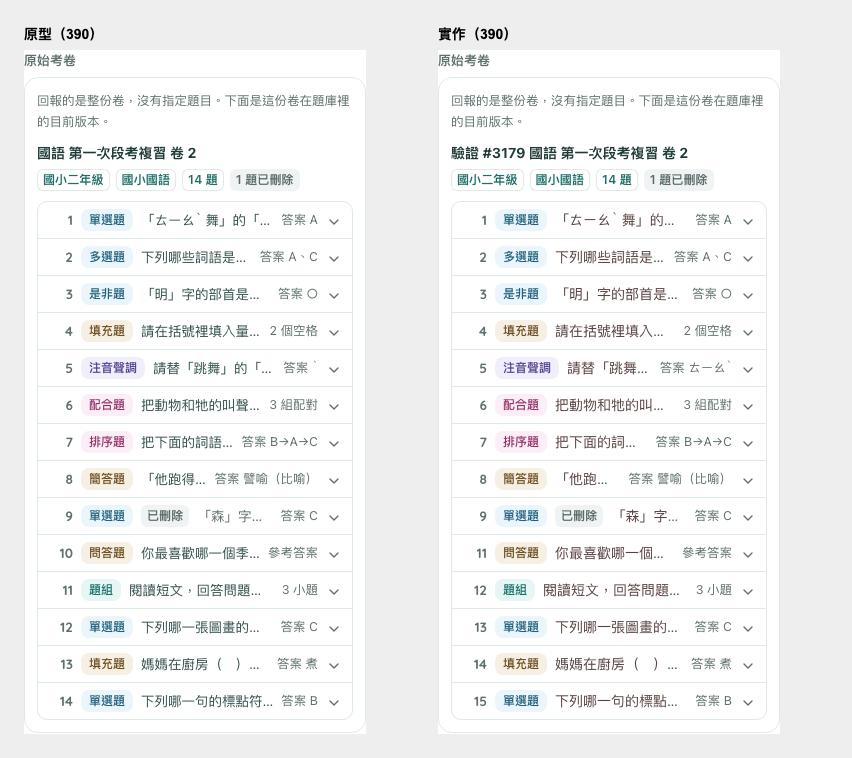 原型（390）
原始考卷
回報的是整份卷，沒有指定題目。下面是這份卷在題庫裡
的目前版本。
國語 第一次段考複習 卷 2
國小二年級 國小國語 14 題 1 題已刪除
1 單選題 「ㄊㄧㄠˋ 舞」的「... 答案 A
2 多選題 下列哪些詞語是... 答案 A、C
3 是非題 「明」字的部首是... 答案 〇
4 填充題 請在括號裡填入量... 2 個空格
5 注音聲調 請替「跳舞」的「... 答案 ˋ
6 配合題 把動物和牠的叫聲... 3 組配對
7 排序題 把下面的詞語... 答案 B→A→C
8 簡答題 「他跑得... 答案 譬喻（比喻）
9 單選題 已刪除 「森」字... 答案 C
10 問答題 你最喜歡哪一個季... 參考答案
11 題組 閱讀短文，回答問題... 3 小題
12 單選題 下列哪一張圖畫的... 答案 C
13 填充題 媽媽在廚房（　）... 答案 煮
14 單選題 下列哪一句的標點符... 答案 B
實作（390）
原始考卷
回報的是整份卷，沒有指定題目。下面是這份卷在題庫裡
的目前版本。
驗證 #3179 國語 第一次段考複習 卷 2
國小二年級 國小國語 14 題 1 題已刪除
1 單選題 「ㄊㄧㄠˋ 舞」的... 答案 A
2 多選題 下列哪些詞語是... 答案 A、C
3 是非題 「明」字的部首是... 答案 〇
4 填充題 請在括號裡填入... 2 個空格
5 注音聲調 請替「跳舞... 答案 ㄊㄧㄠˋ
6 配合題 把動物和牠的叫... 3 組配對
7 排序題 把下面的詞... 答案 B→A→C
8 簡答題 「他跑... 答案 譬喻（比喻）
9 單選題 已刪除 「森」字... 答案 C
11 問答題 你最喜歡哪一個... 參考答案
12 題組 閱讀短文，回答問題... 3 小題
13 單選題 下列哪一張圖畫的... 答案 C
14 填充題 媽媽在廚房（　）... 答案 煮
15 單選題 下列哪一句的標點... 答案 B